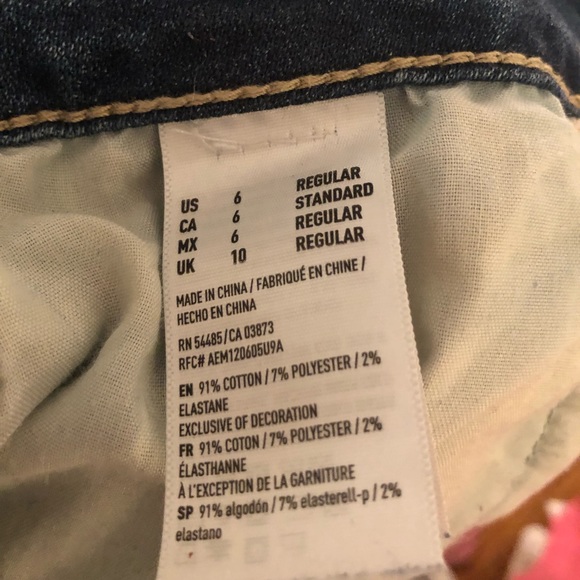 US 6 REGULAR
CA 6 STANDARD
MX 6 REGULAR
UK 10 REGULAR
MADE IN CHINA / FABRIQUÉ EN CHINE /
HECHO EN CHINA
RN 54485/CA 03873
RFC# AEM120605U9A
EN 91% COTTON / 7% POLYESTER / 2%
ELASTANE
EXCLUSIVE OF DECORATION
FR 91% COTON / 7% POLYESTER / 2%
ÉLASTHANNE
À L'EXCEPTION DE LA GARNITURE
SP 91% algodón / 7% elasterell-p / 2%
elastano